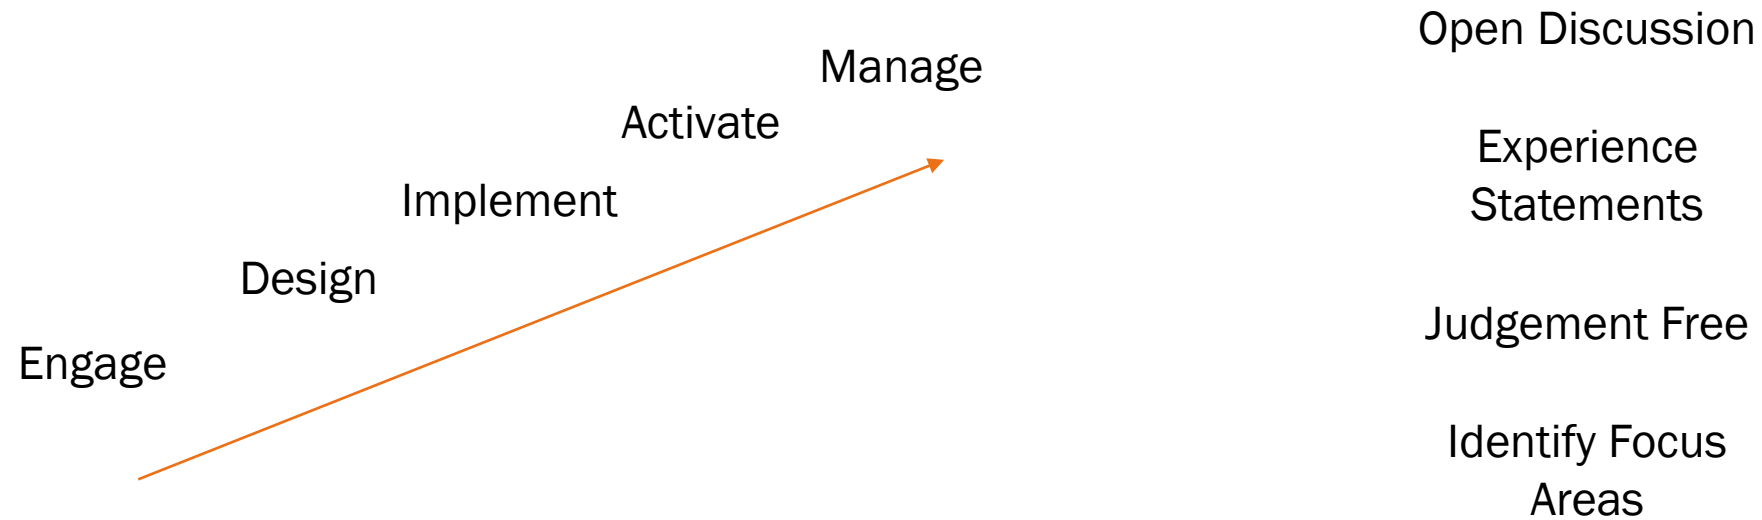 Engage
Design
Implement
Activate
Manage
Open Discussion
Experience
Statements
Judgement Free
Identify Focus
Areas